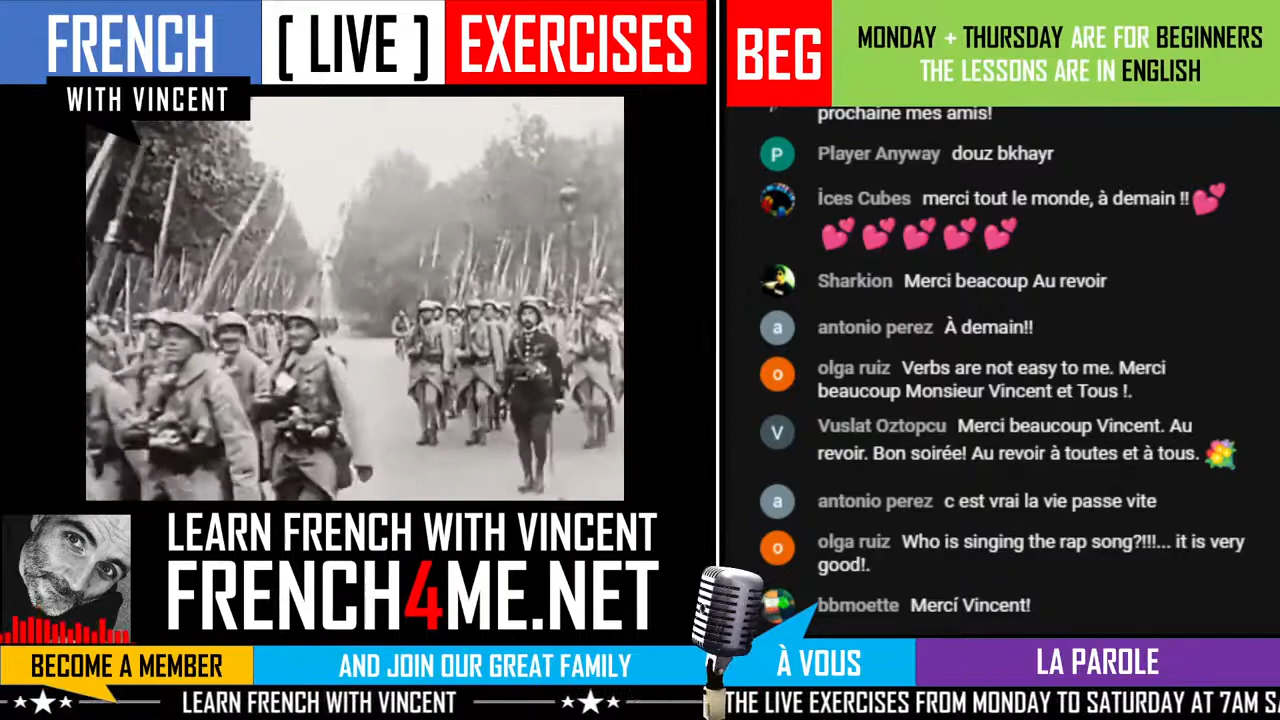 FRENCH [ LIVE ] EXERCISES
WITH VINCENT
BEG
MONDAY + THURSDAY ARE FOR BEGINNERS
THE LESSONS ARE IN ENGLISH
prochaine mes amis!
P Player Anyway douz bkhayr
İces Cubes merci tout le monde, à demain !!
Sharkion Merci beacoup Au revoir
a antonio perez À demain!!
o olga ruiz Verbs are not easy to me. Merci
beaucoup Monsieur Vincent et Tous !.
V Vuslat Oztopcu Merci beaucoup Vincent. Au
revoir. Bon soirée! Au revoir à toutes et à tous.
a antonio perez c est vrai la vie passe vite
o olga ruiz Who is singing the rap song?!!!... it is very
good!.
bbmoette Mercí Vincent!
LEARN FRENCH WITH VINCENT
FRENCH4ME.NET
BECOME A MEMBER AND JOIN OUR GREAT FAMILY
À VOUS LA PAROLE
LEARN FRENCH WITH VINCENT
THE LIVE EXERCISES FROM MONDAY TO SATURDAY AT 7AM